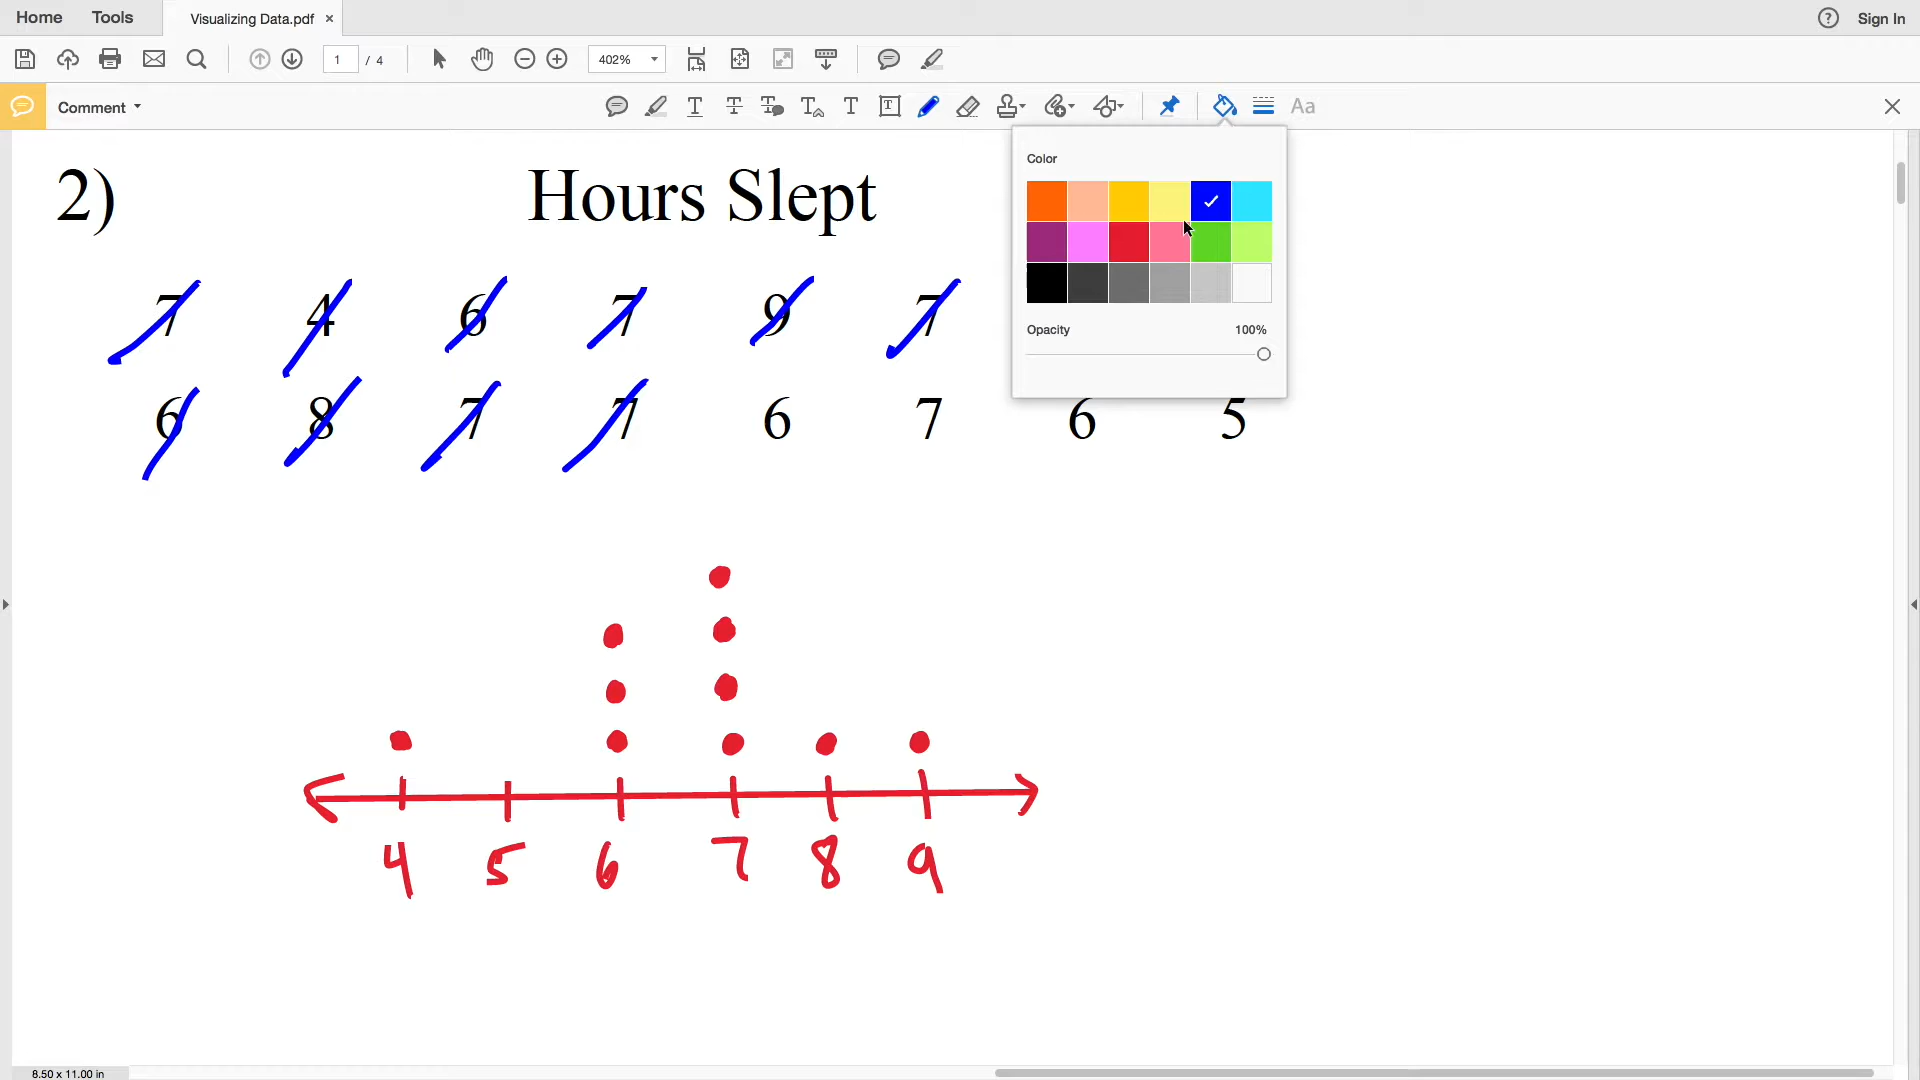 Home Tools Visualizing Data.pdf × ? Sign In
1 / 4 402%
Comment T T T T T T Aa
Color
2) Hours Slept
7 4 6 7 9 7
Opacity 100%
6 8 7 7 6 7 6 5
4 5 6 7 8 9
8.50 x 11.00 in